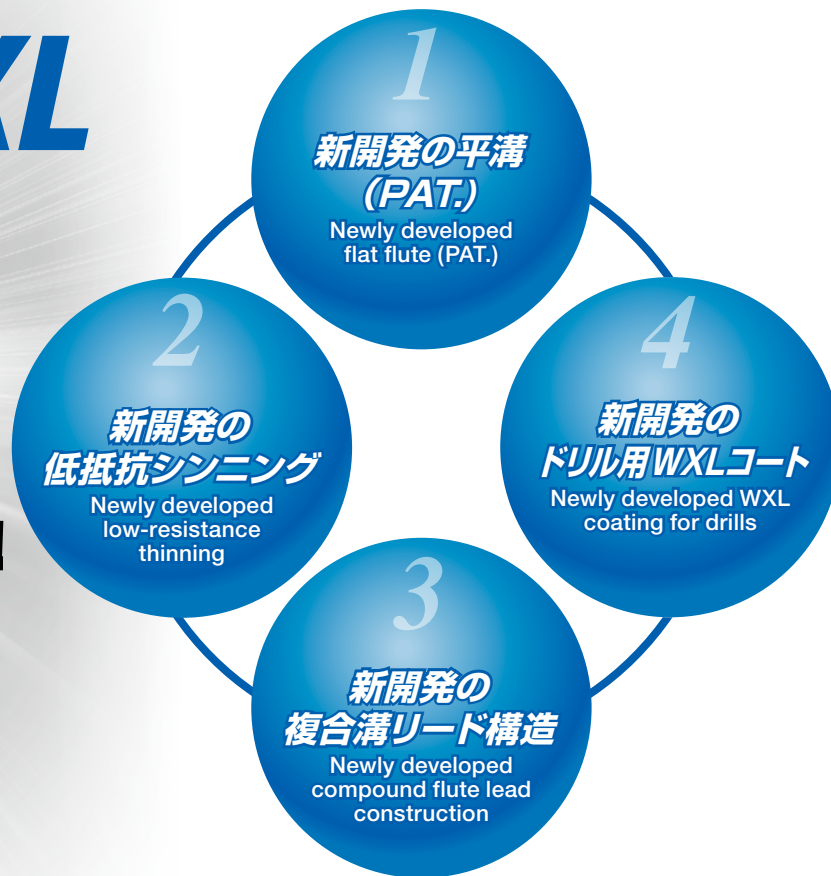 XL
1
新開発の平溝
(PAT.)
Newly developed
flat flute (PAT.)
2
新開発の
低抵抗シンニング
Newly developed
low-resistance
thinning
3
新開発の
複合溝リード構造
Newly developed
compound flute lead
construction
4
新開発の
ドリル用WXLコート
Newly developed WXL
coating for drills